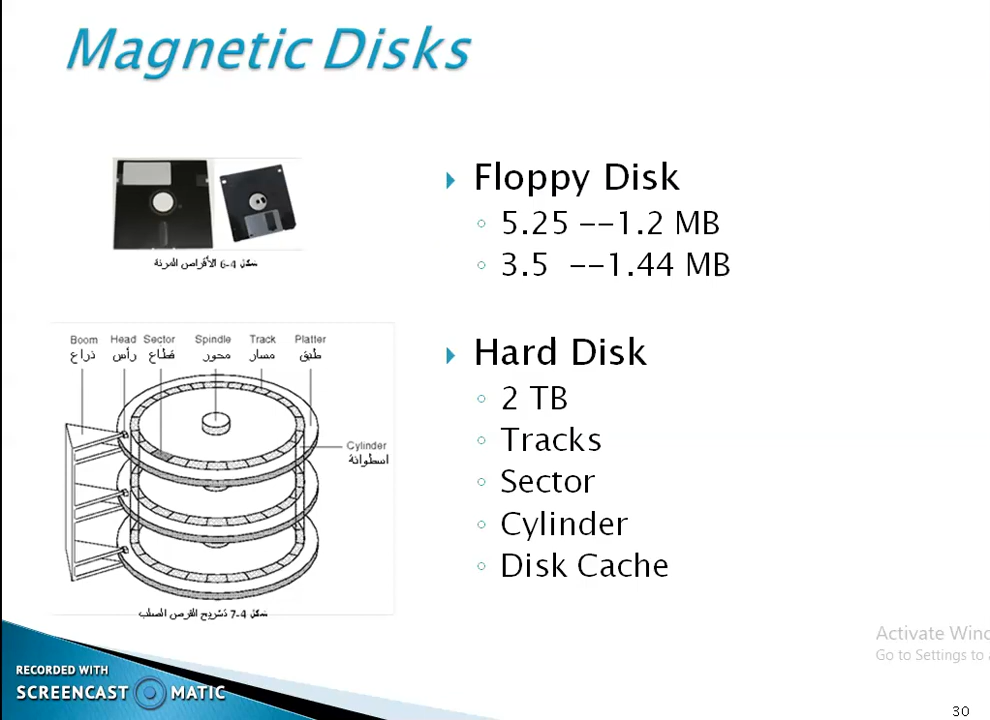 Magnetic Disks
Floppy Disk
5.25 --1.2 MB
3.5 --1.44 MB
شكل 4-6 الأقراص المرنة
Hard Disk
2 TB
Tracks
Sector
Cylinder
Disk Cache
Boom Head Sector Spindle Track Platter
ذراع رأس قطاع محور مسار طبق
Cylinder
اسطوانة
شكل 4-7 تشريح القرص الصلب
Activate Winc
Go to Settings to
RECORDED WITH
SCREENCAST MATIC
30